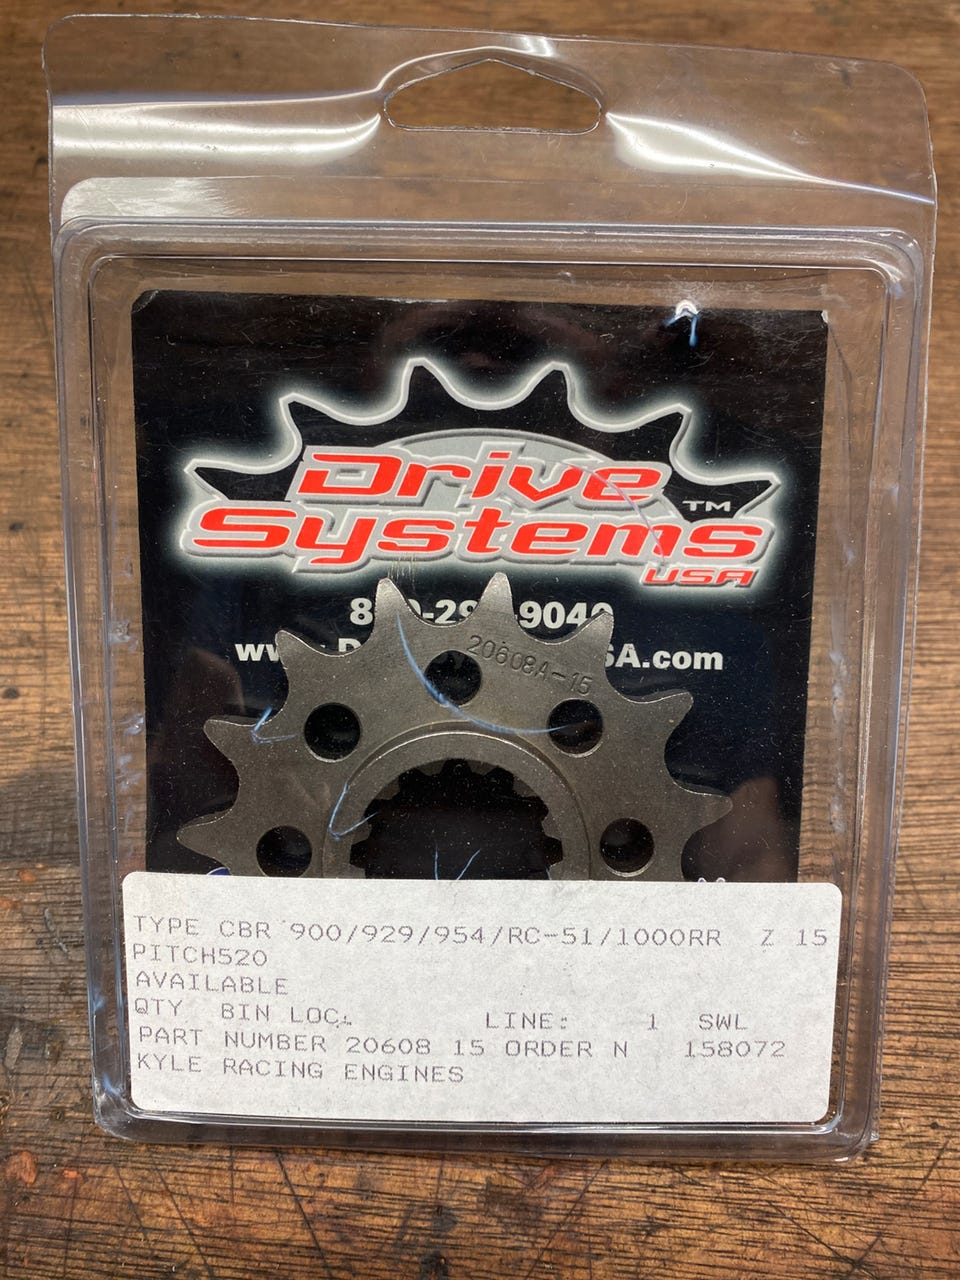 Drive
TM
Systems
USA
20608A-15
TYPE CBR 900/929/954/RC-51/1000RR Z 15
PITCH520
AVAILABLE
QTY BIN LOC. LINE: 1 SWL
PART NUMBER 20608 15 ORDER N 158072
KYLE RACING ENGINES